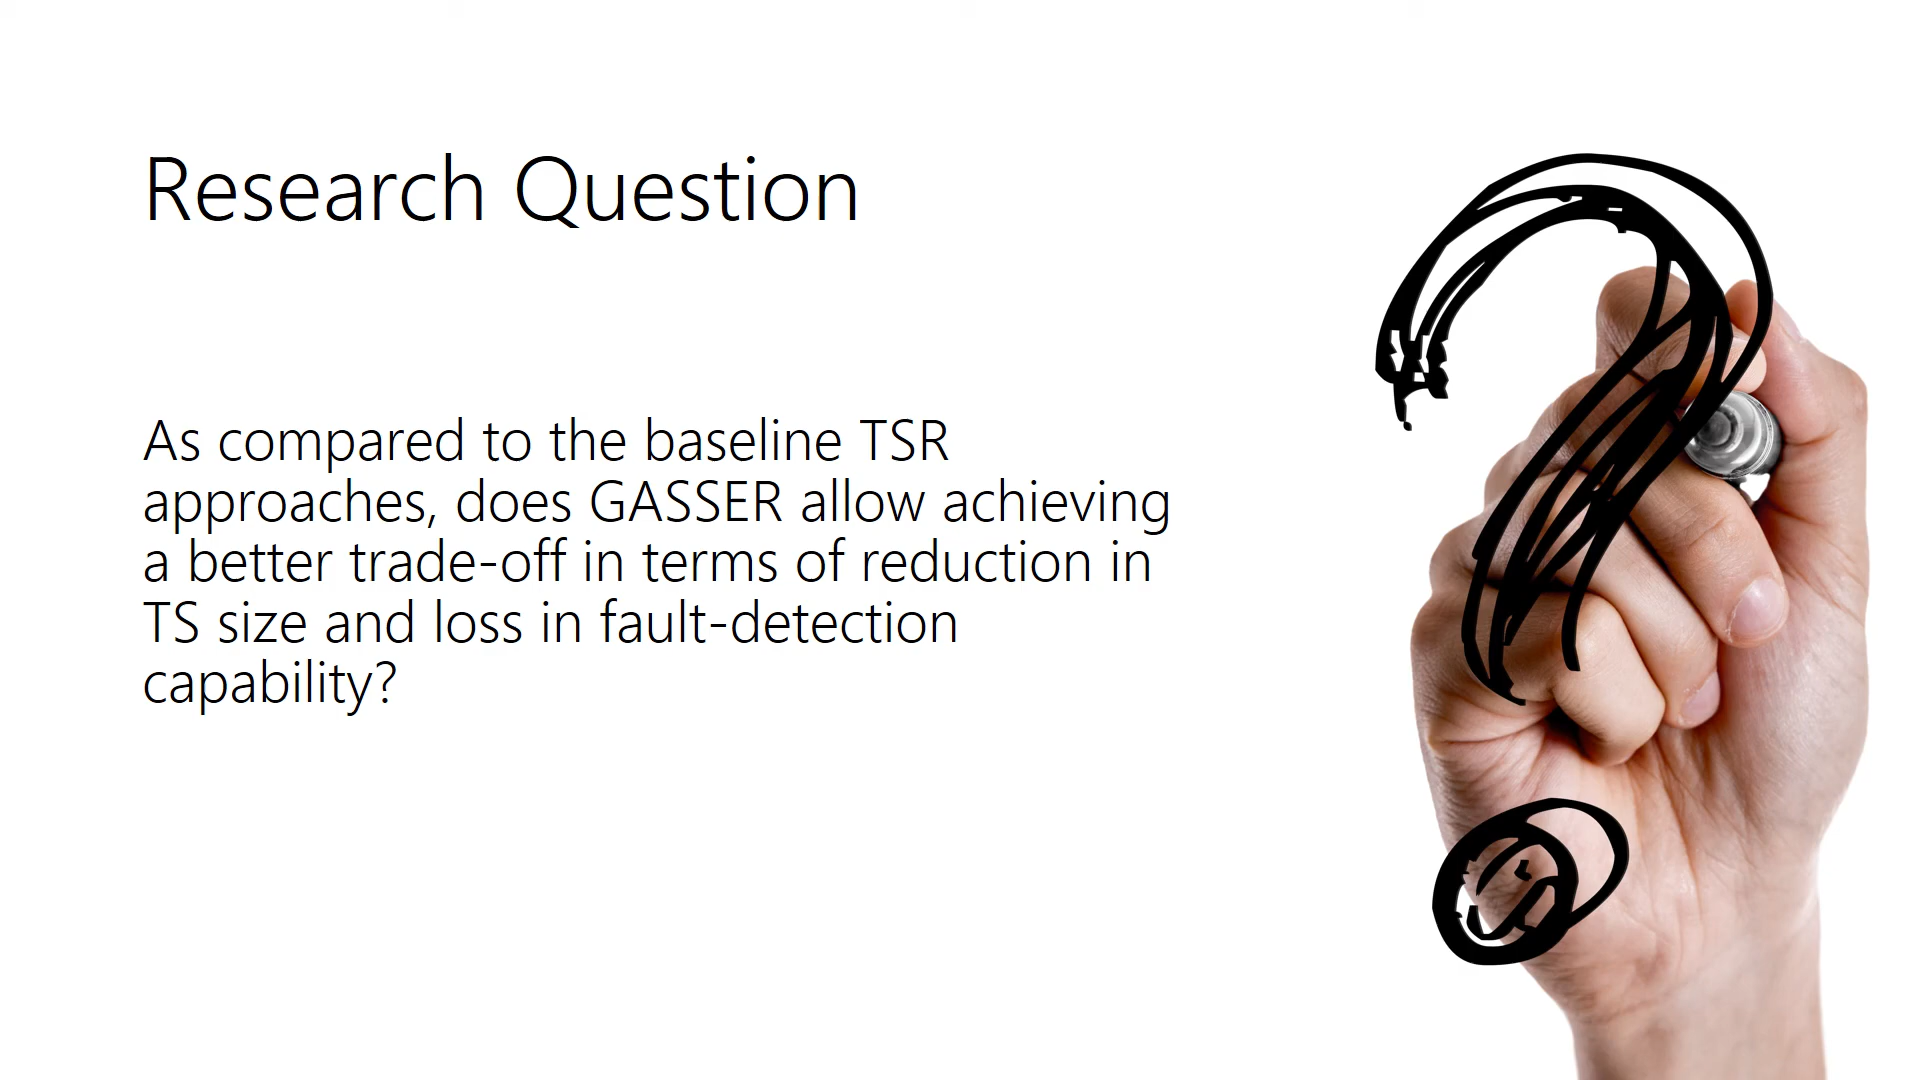 Research Question
As compared to the baseline TSR
approaches, does GASSER allow achieving
a better trade-off in terms of reduction in
TS size and loss in fault-detection
capability?